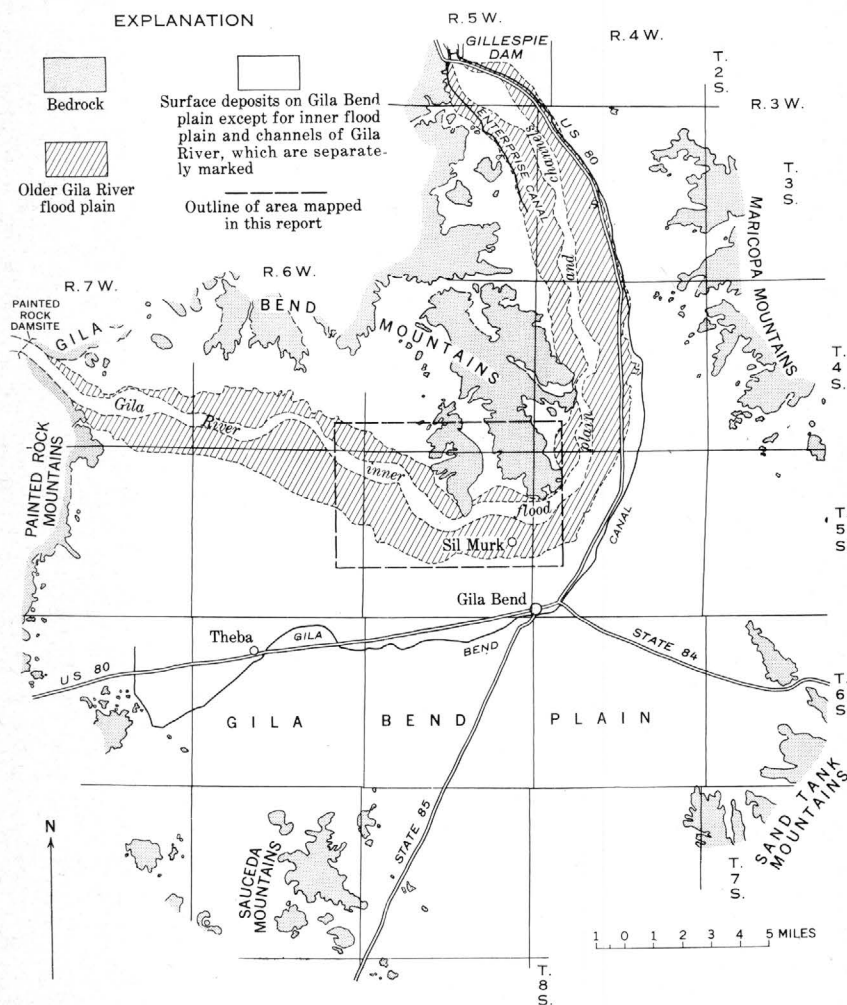 EXPLANATION
Bedrock
Older Gila River
flood plain
Surface deposits on Gila Bend
plain except for inner flood
plain and channels of Gila
River, which are separate-
ly marked
Outline of area mapped
in this report
R. 5 W.
R. 4 W.
GILLESPIE
DAM
T.
2
S.
R. 3 W.
ENTERPRISE CANAL
channels
US 80
T.
3
S.
MARICOPA MOUNTAINS
and
R. 7 W.
R. 6 W.
PAINTED
ROCK
DAMSITE
GILA
BEND
MOUNTAINS
T.
4
S.
Gila
River
inner
plain
flood
PAINTED ROCK
MOUNTAINS
Sil Murk
CANAL
T.
5
S.
Gila Bend
Theba
GILA
BEND
STATE 84
US 80
T.
6
S.
GILA BEND PLAIN
STATE 85
SAND TANK
MOUNTAINS
SAUCEDA
MOUNTAINS
T.
7
S.
N
1 0 1 2 3 4 5 MILES
T.
8
S.